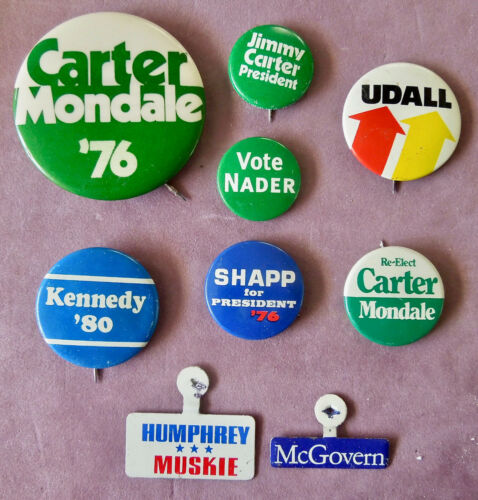 Carter
Mondale
'76
Jimmy
Carter
President
UDALL
Vote
NADER
Kennedy
'80
SHAPP
for
PRESIDENT
'76
Re-Elect
Carter
Mondale
HUMPHREY
★★★
MUSKIE
McGovern